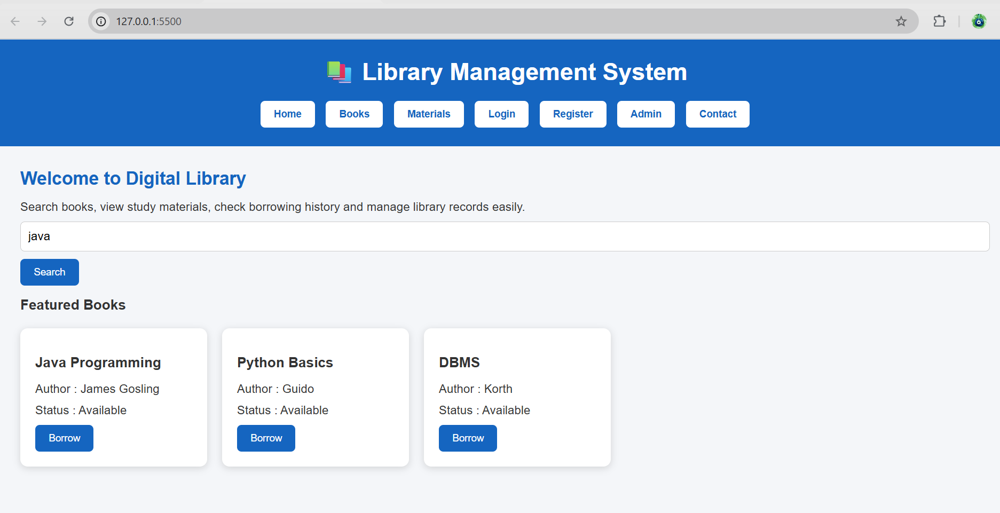 127.0.0.1:5500
📚 Library Management System
Home Books Materials Login Register Admin Contact
Welcome to Digital Library
Search books, view study materials, check borrowing history and manage library records easily.
java
Search
Featured Books
Java Programming
Author : James Gosling
Status : Available
Borrow
Python Basics
Author : Guido
Status : Available
Borrow
DBMS
Author : Korth
Status : Available
Borrow